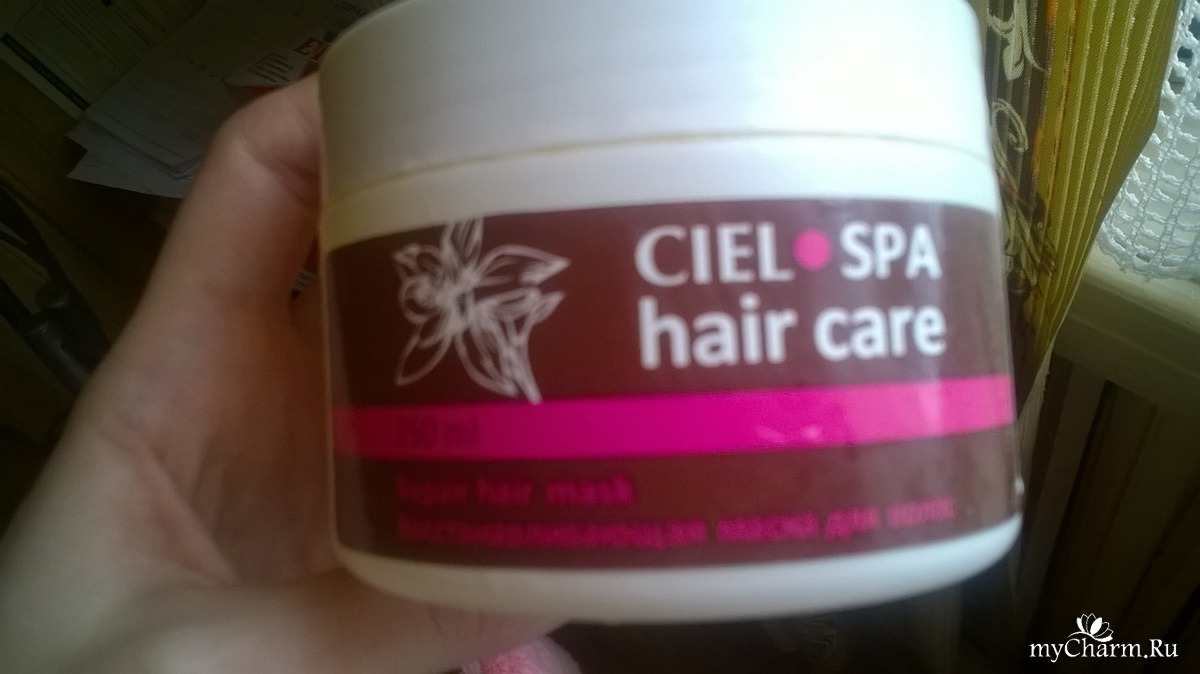 CIEL • SPA
hair care
250 ml
Repair hair mask
Восстанавливающая маска для волос
myCharm.Ru